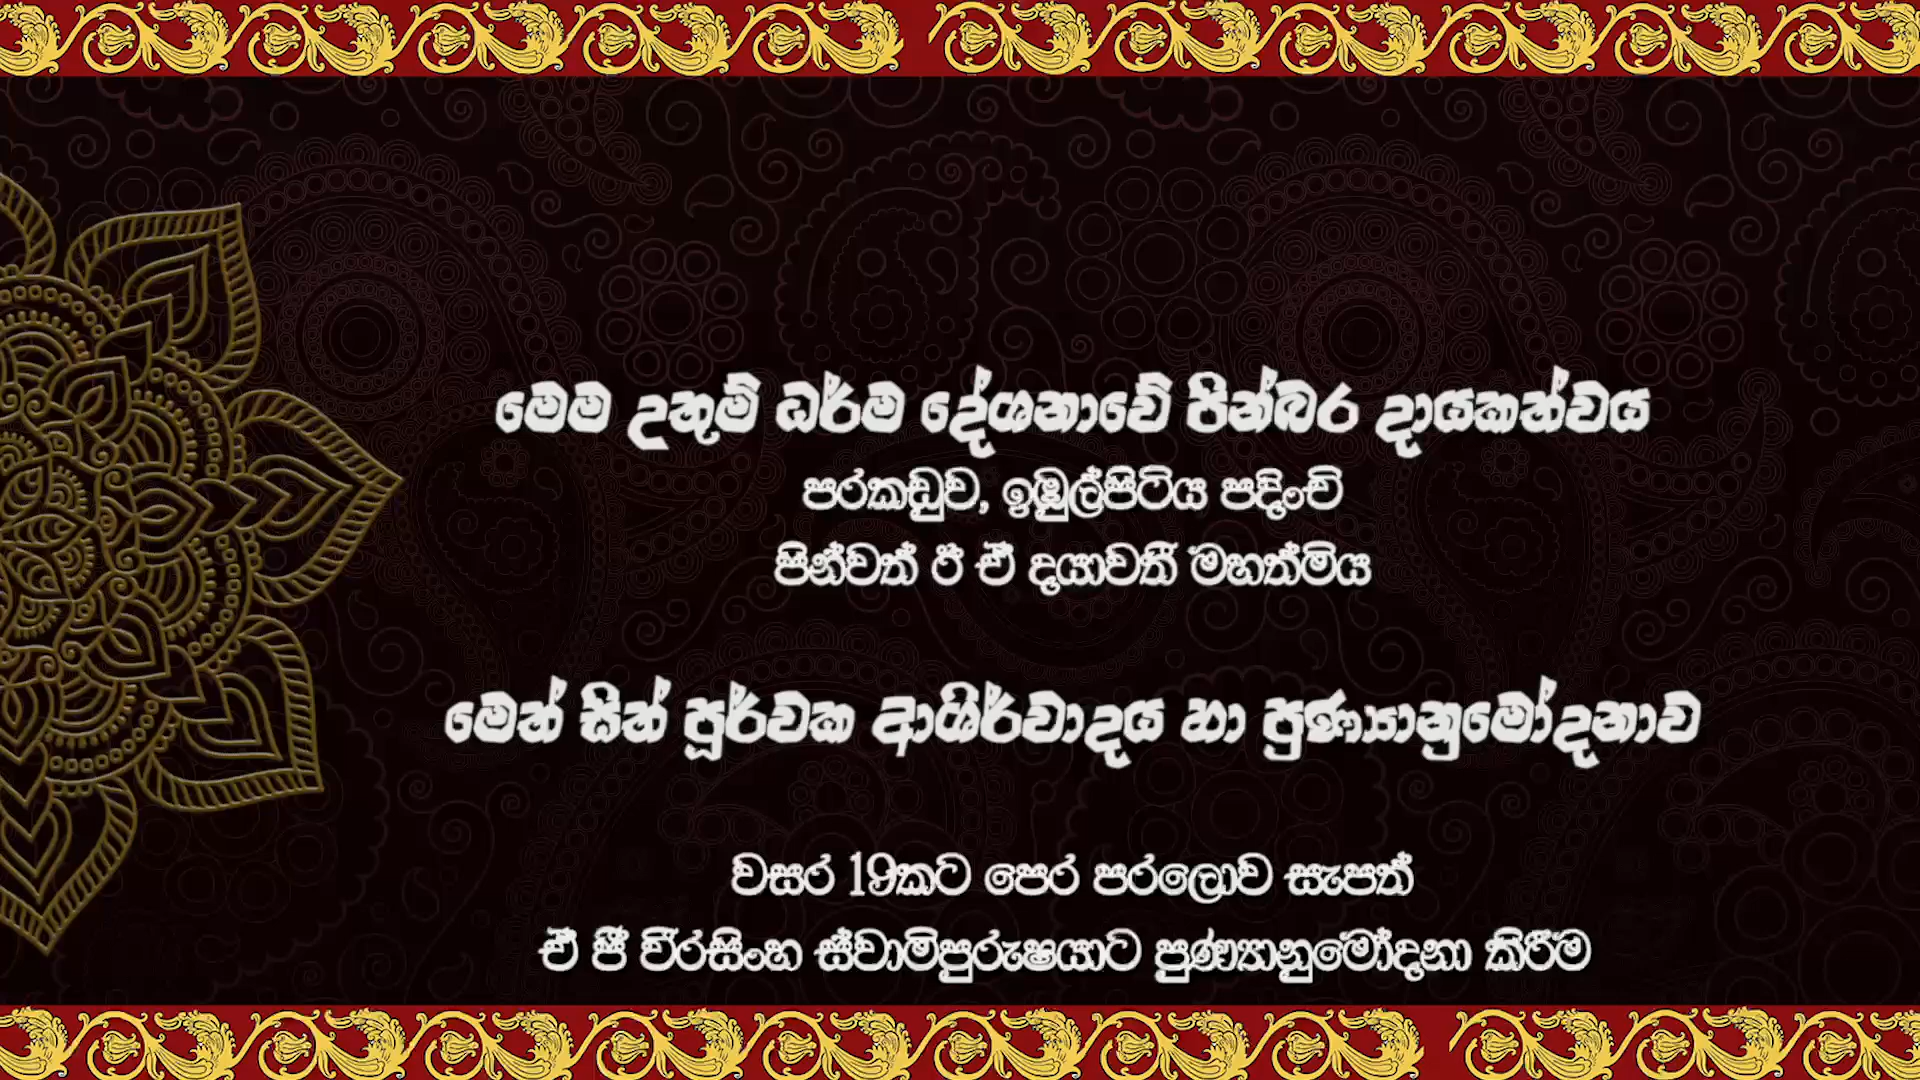 මෙම උතුම් ධර්ම දේශනාවේ පින්බර දායකත්වය
පරකඩුව, ඉඹුල්පිටිය පදිංචි
පින්වත් ඊ ඒ දයාවතී මහත්මිය
මෙත් සිත් පූර්වක ආශිර්වාදය හා පුණ්‍යානුමෝදනාව
වසර 19කට පෙර පරලොව සැපත්
ඒ පී වීරසිංහ ස්වාමිපුරුෂයාට පුණ්‍යානුමෝදනා කිරීම